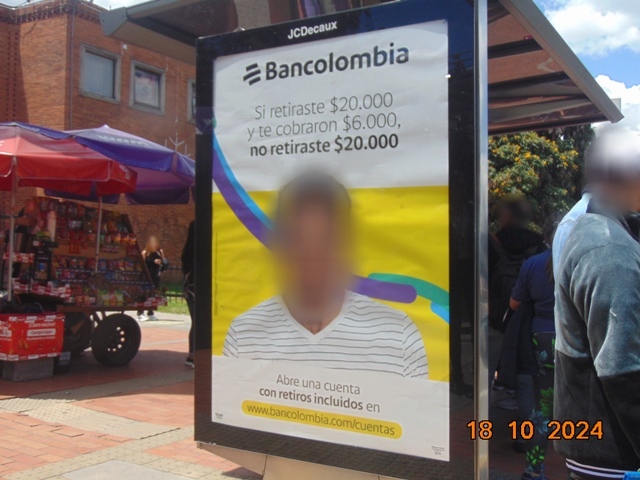 JCDecaux
Bancolombia
Si retiraste $20.000
y te cobraron $6.000,
no retiraste $20.000
Abre una cuenta
con retiros incluidos en
www.bancolombia.com/cuentas
18 10 2024